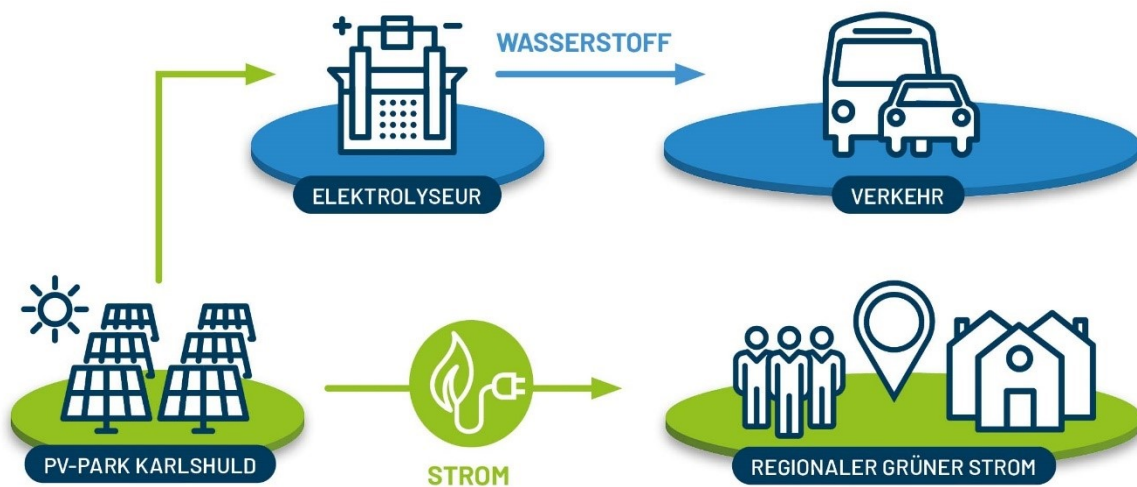 WASSERSTOFF
ELEKTROLYSEUR
VERKEHR
PV-PARK KARLSHULD
STROM
REGIONALER GRÜNER STROM